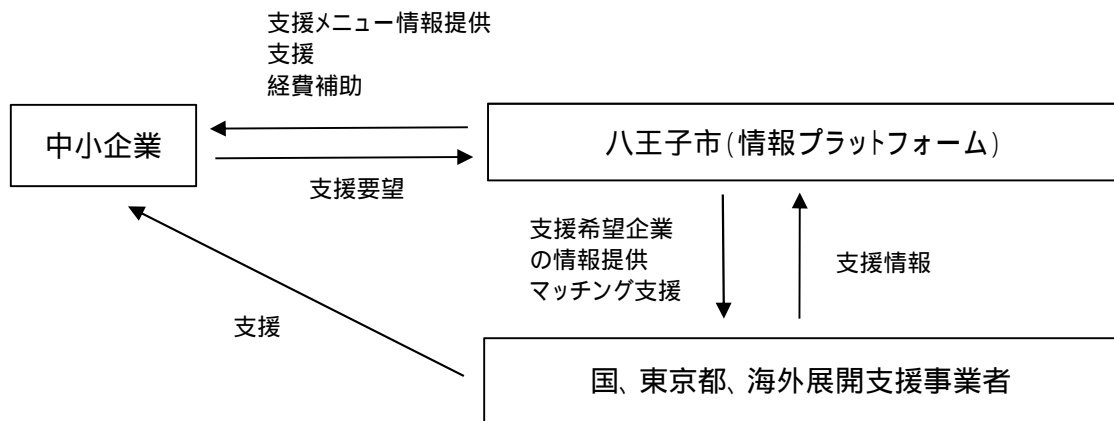 支援メニュー情報提供
支援
経費補助
中小企業
八王子市(情報プラットフォーム)
支援要望
支援希望企業
の情報提供
マッチング支援
支援情報
支援
国、東京都、海外展開支援事業者